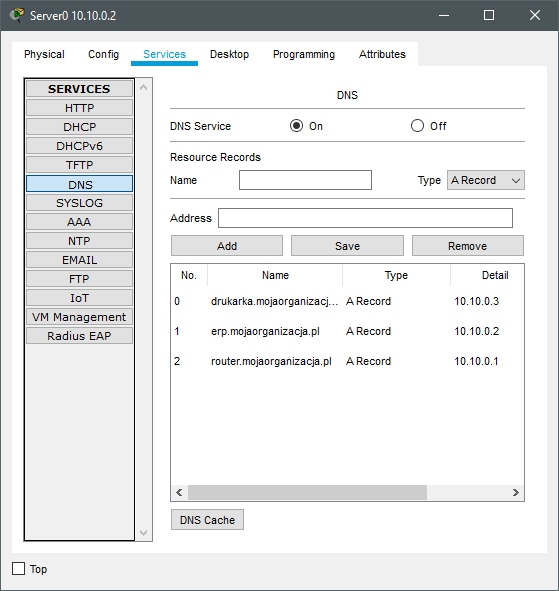 Server0 10.10.0.2
Physical Config Services Desktop Programming Attributes
SERVICES
HTTP
DHCP
DHCPv6
TFTP
DNS
SYSLOG
AAA
NTP
EMAIL
FTP
IoT
VM Management
Radius EAP
DNS
DNS Service On Off
Resource Records
Name Type A Record
Address
Add Save Remove
No. Name Type Detail
0 drukarka.mojaorganizacj... A Record 10.10.0.3
1 erp.mojaorganizacja.pl A Record 10.10.0.2
2 router.mojaorganizacja.pl A Record 10.10.0.1
DNS Cache
Top